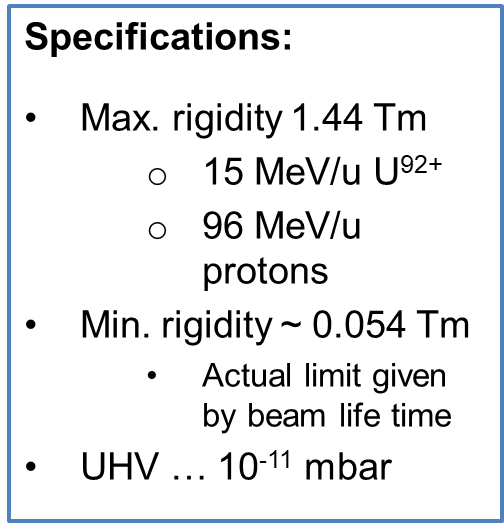 Specifications:
• Max. rigidity 1.44 Tm
o 15 MeV/u U⁹²⁺
o 96 MeV/u
protons
• Min. rigidity ~ 0.054 Tm
• Actual limit given
by beam life time
• UHV … 10⁻¹¹ mbar